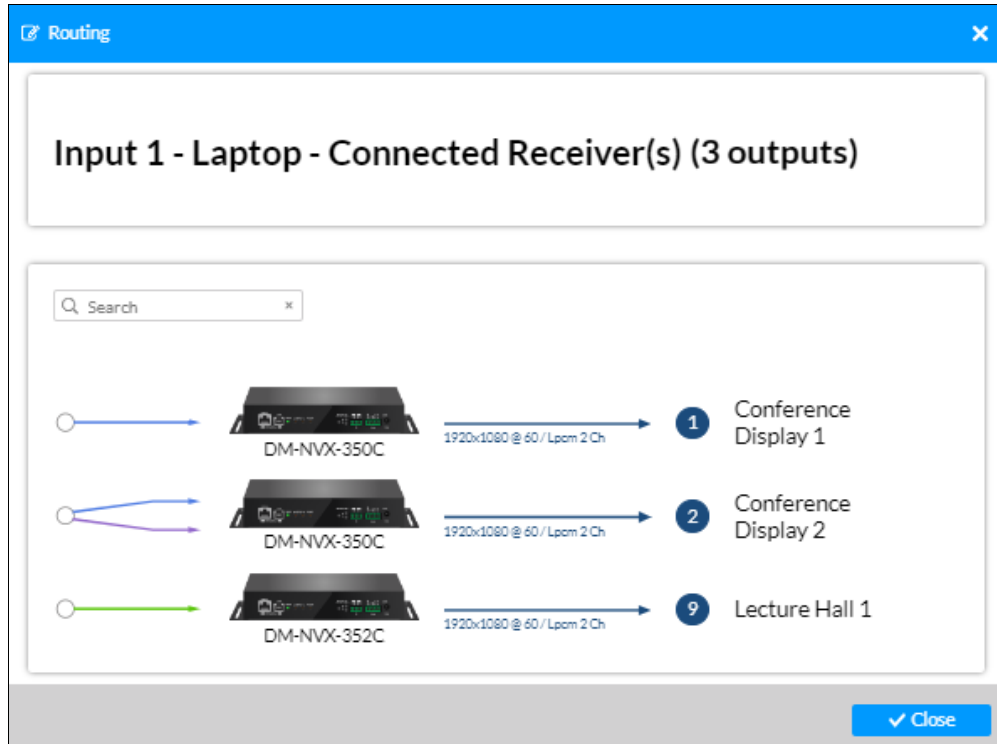 Routing
Input 1 - Laptop - Connected Receiver(s) (3 outputs)
Search
DM-NVX-350C
1920x1080 @ 60 / Lpcm 2 Ch
1
Conference
Display 1
DM-NVX-350C
1920x1080 @ 60 / Lpcm 2 Ch
2
Conference
Display 2
DM-NVX-352C
1920x1080 @ 60 / Lpcm 2 Ch
9
Lecture Hall 1
Close